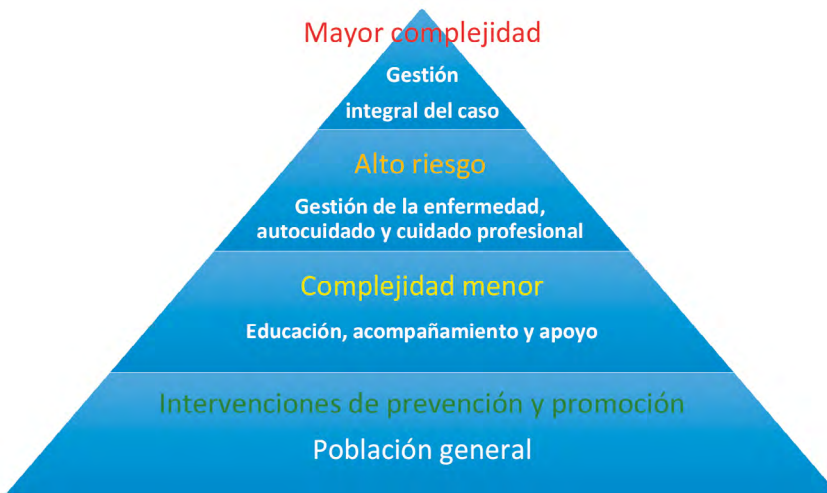 Mayor complejidad
Gestión
integral del caso
Alto riesgo
Gestión de la enfermedad,
autocuidado y cuidado profesional
Complejidad menor
Educación, acompañamiento y apoyo
Intervenciones de prevención y promoción
Población general